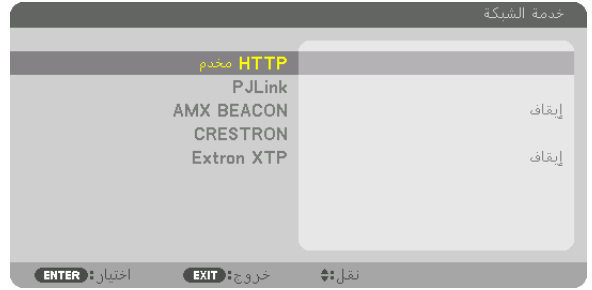 خدمة الشبكة
HTTP مخدم
PJLink
AMX BEACON إيقاف
CRESTRON
Extron XTP إيقاف
ENTER :اختيار EXIT :خروج نقل: